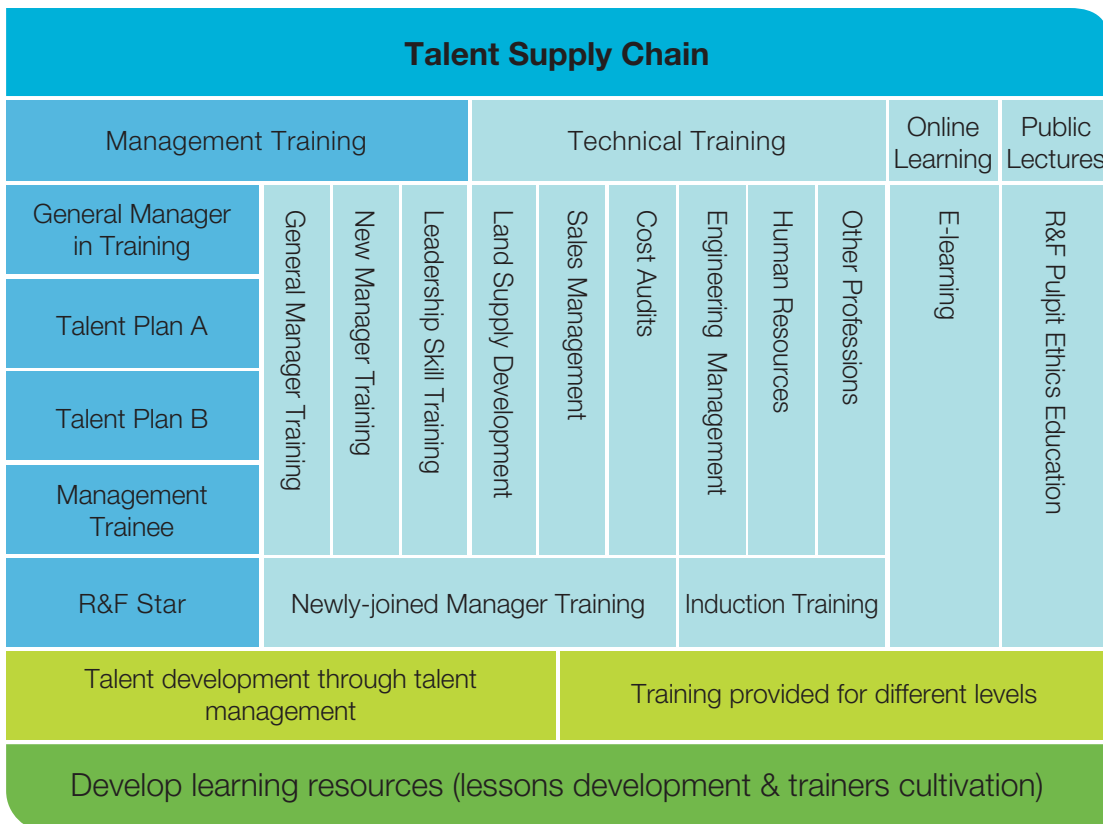 Talent Supply Chain
Management Training
Technical Training
Online
Learning
Public
Lectures
General Manager
in Training
Talent Plan A
Talent Plan B
Management
Trainee
R&F Star
General Manager Training
New Manager Training
Leadership Skill Training
Land Supply Development
Sales Management
Cost Audits
Engineering Management
Human Resources
Other Professions
E-learning
R&F Pulpit Ethics Education
Newly-joined Manager Training
Induction Training
Talent development through talent
management
Training provided for different levels
Develop learning resources (lessons development & trainers cultivation)